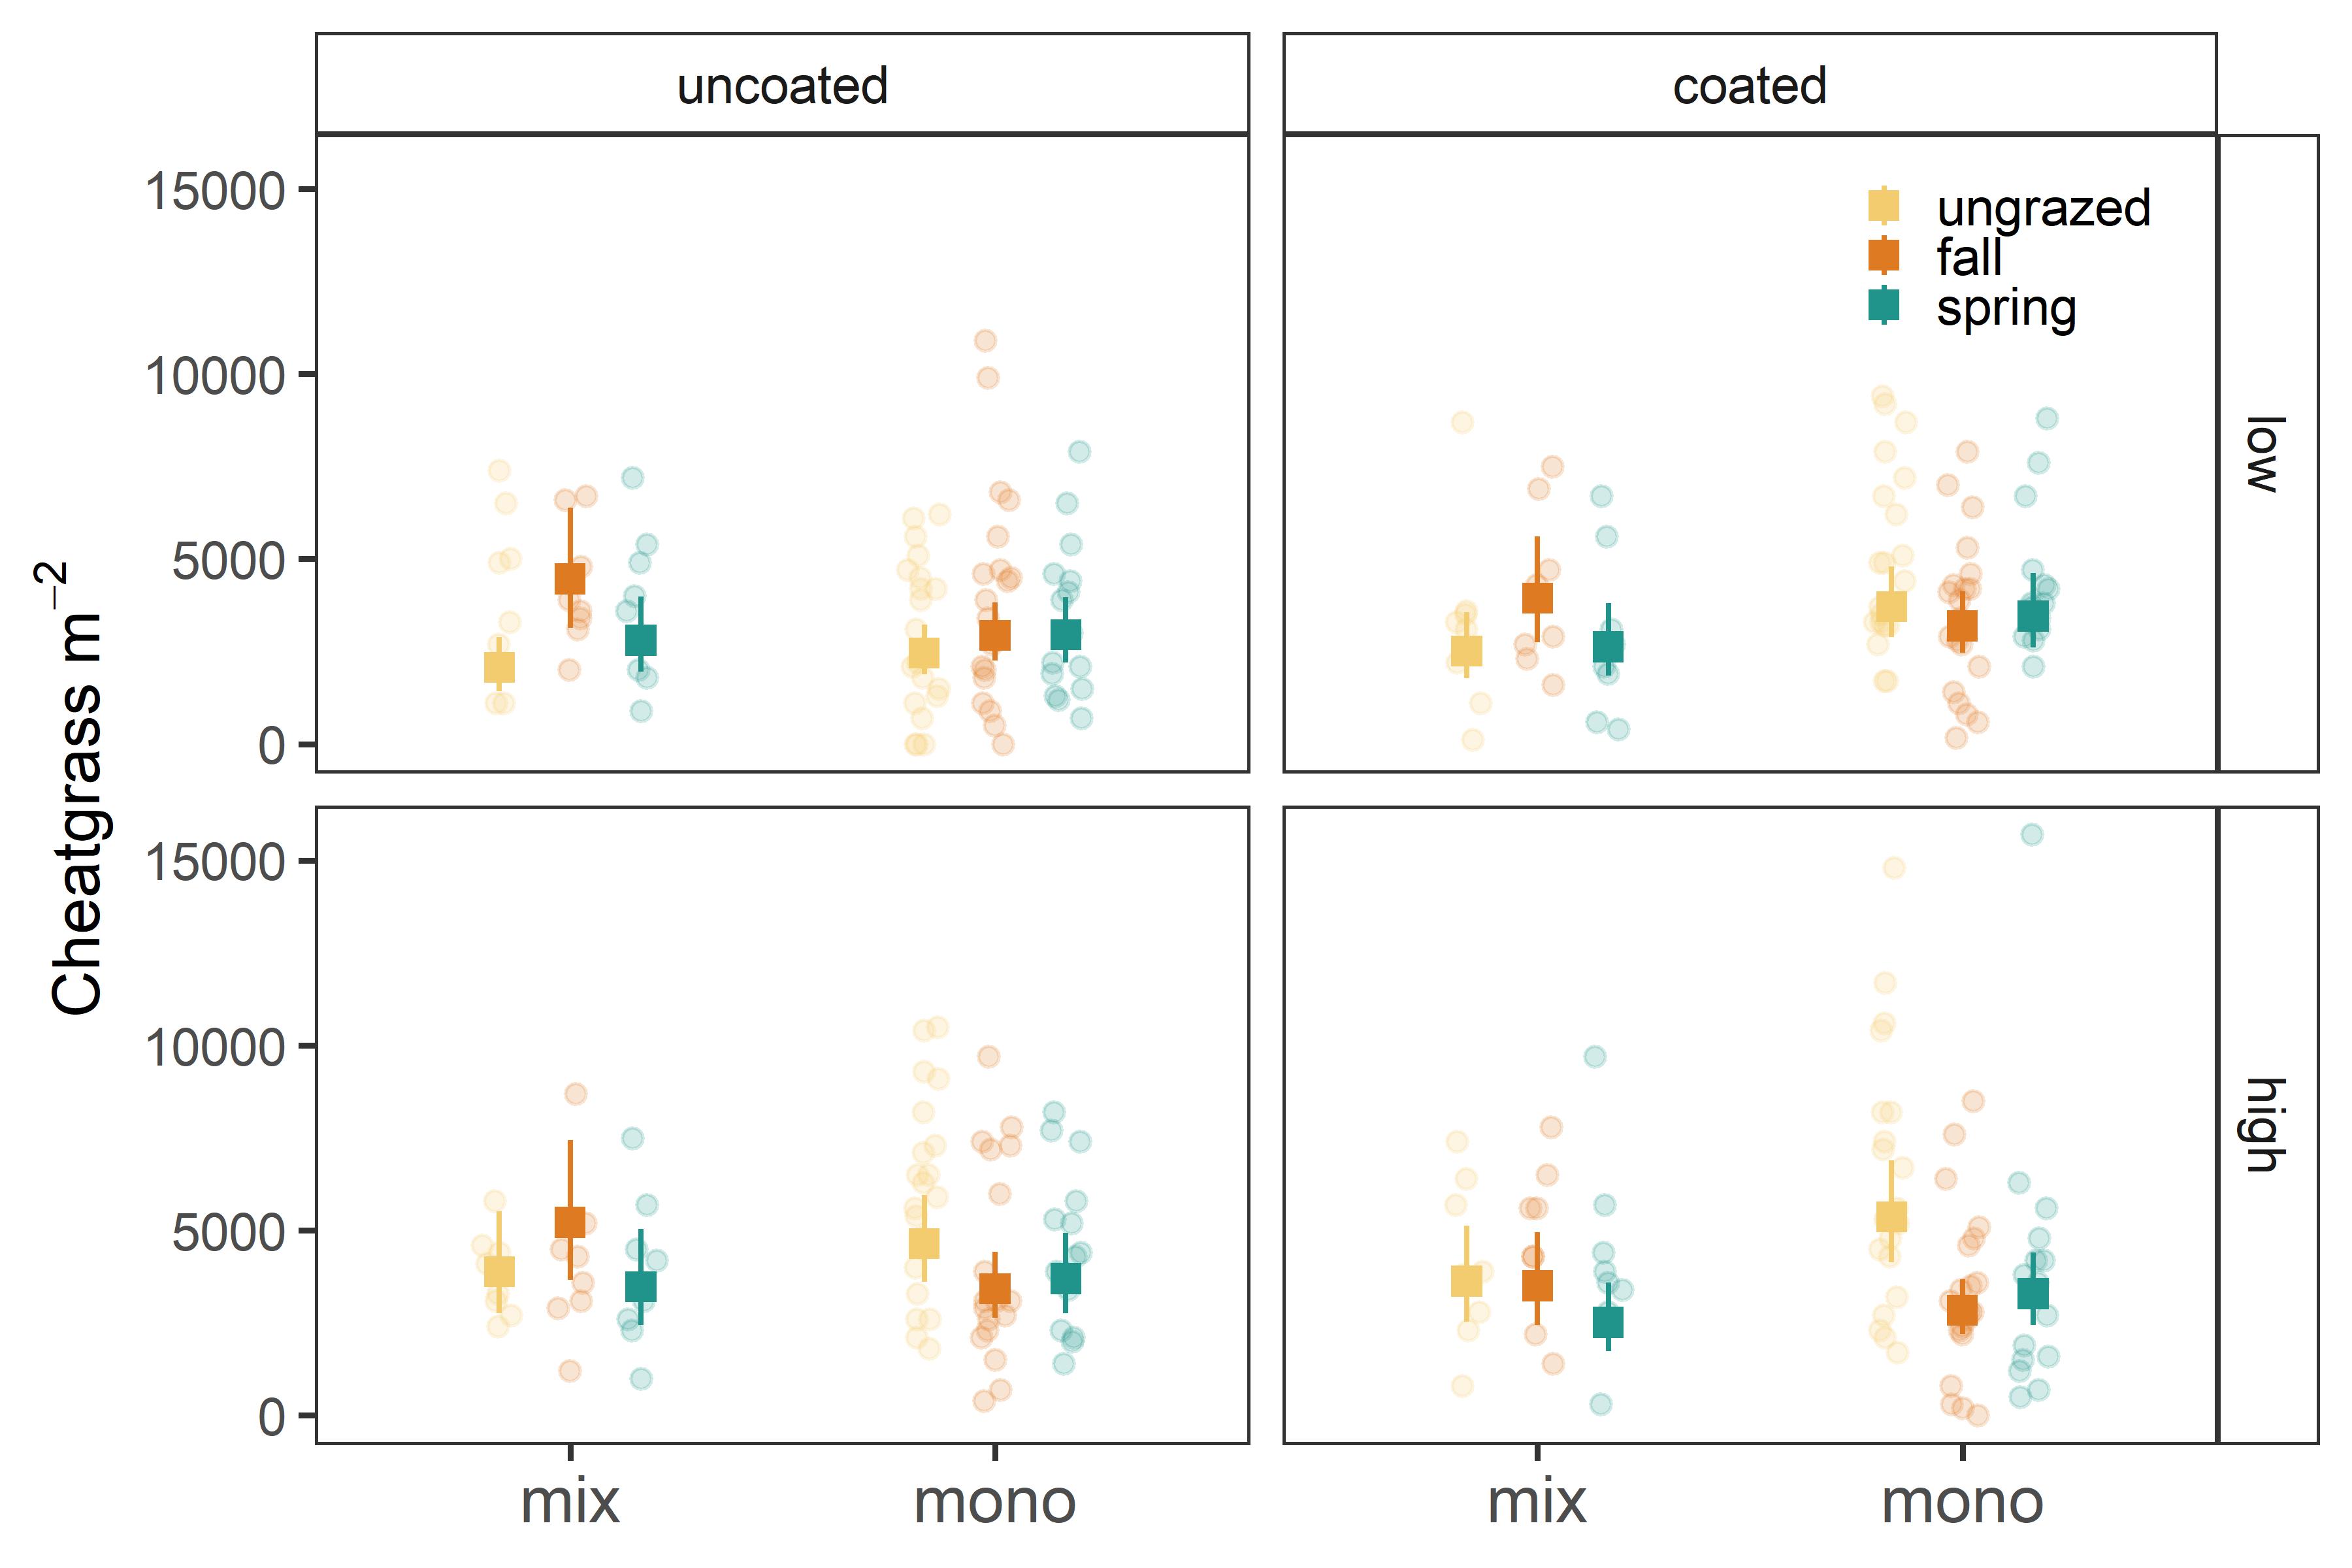 uncoated
coated
15000
10000
5000
0
ungrazed
fall
spring
low
Cheatgrass m⁻²
15000
10000
5000
0
high
mix
mono
mix
mono